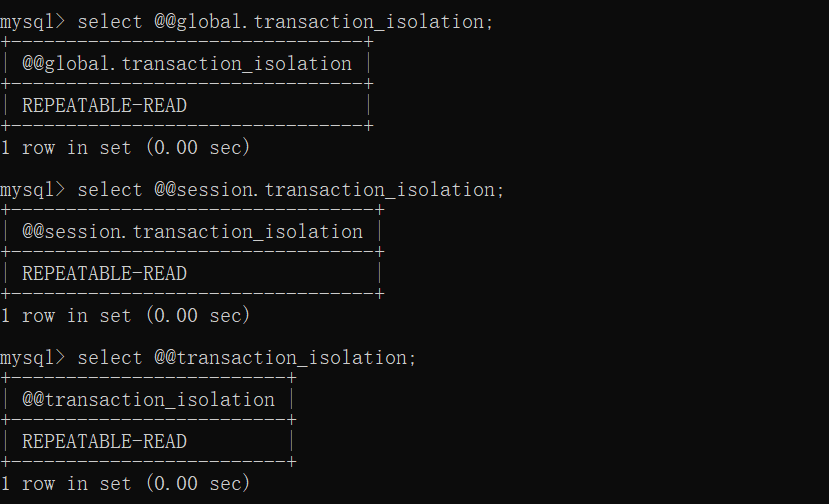 mysql> select @@global.transaction_isolation;
+--------------------------------+
| @@global.transaction_isolation |
+--------------------------------+
| REPEATABLE-READ                |
+--------------------------------+
1 row in set (0.00 sec)

mysql> select @@session.transaction_isolation;
+---------------------------------+
| @@session.transaction_isolation |
+---------------------------------+
| REPEATABLE-READ                 |
+---------------------------------+
1 row in set (0.00 sec)

mysql> select @@transaction_isolation;
+-------------------------+
| @@transaction_isolation |
+-------------------------+
| REPEATABLE-READ         |
+-------------------------+
1 row in set (0.00 sec)